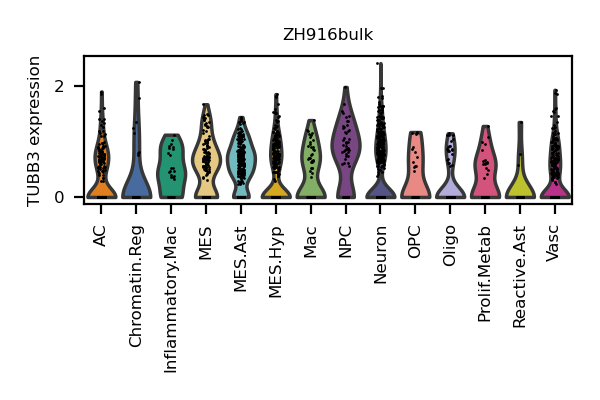 ZH916bulk
TUBB3 expression
2
0
AC
Chromatin.Reg
Inflammatory.Mac
MES
MES.Ast
MES.Hyp
Mac
NPC
Neuron
OPC
Oligo
Prolif.Metab
Reactive.Ast
Vasc